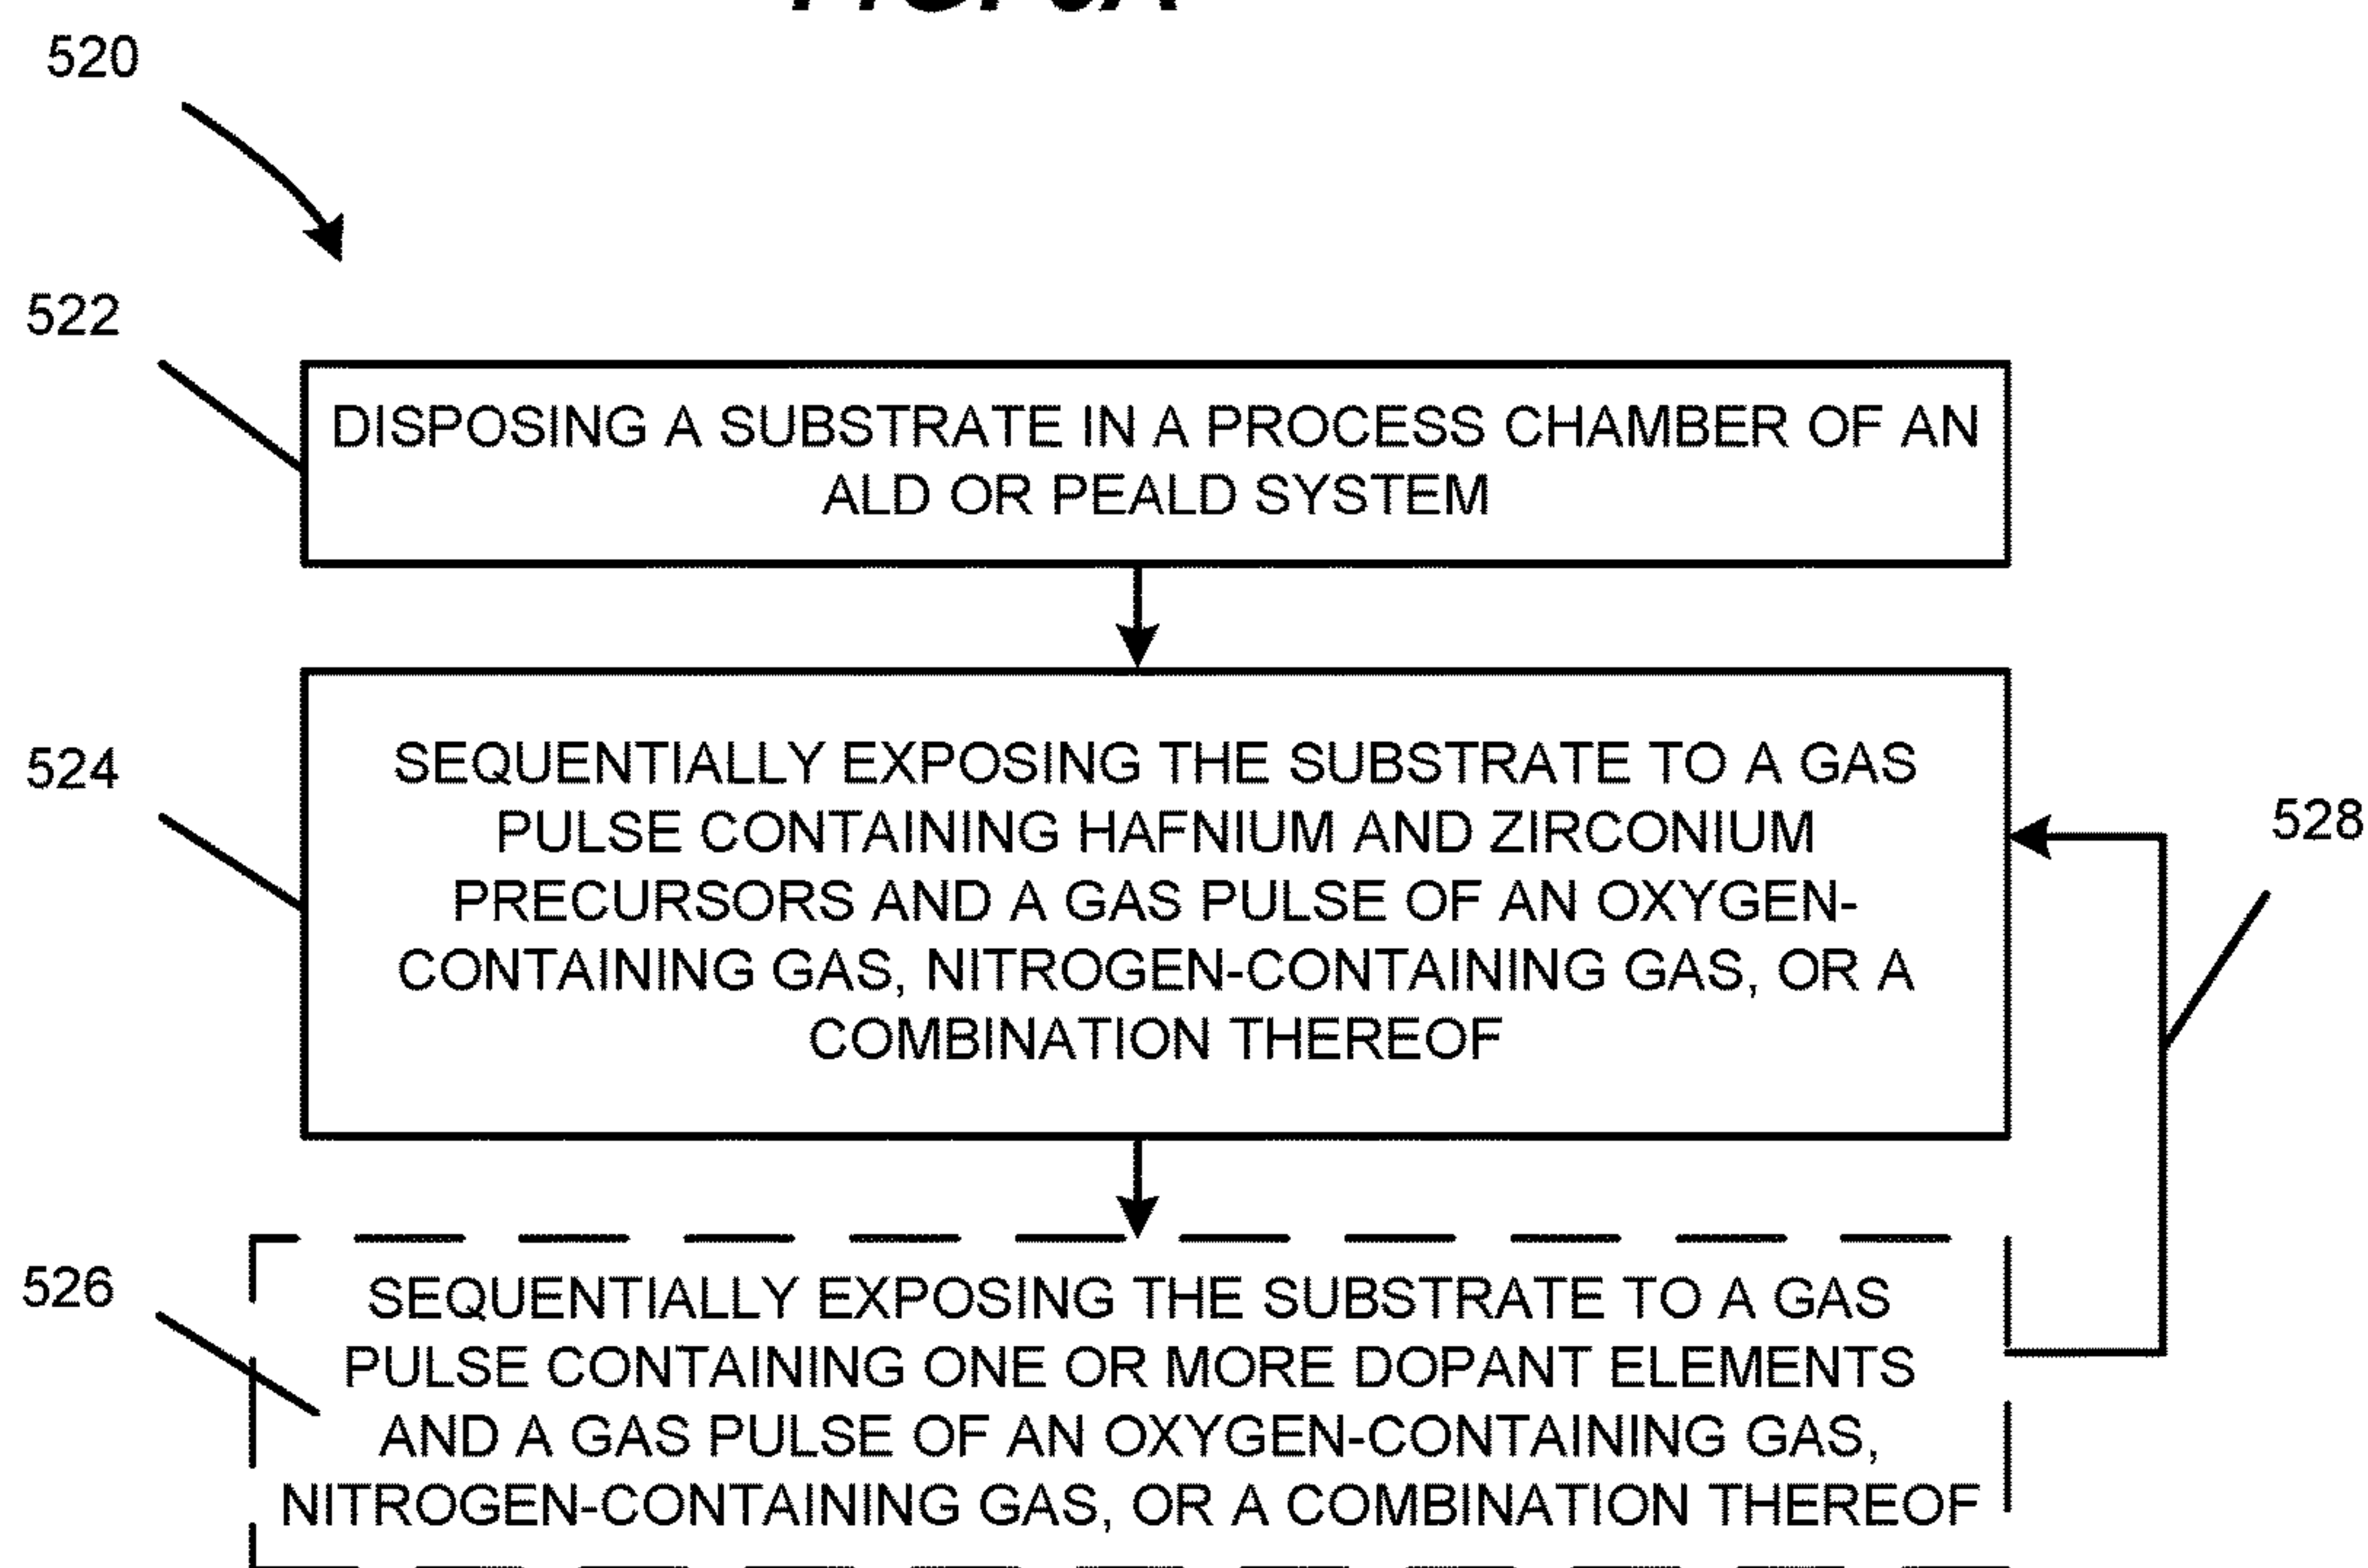 520
522
DISPOSING A SUBSTRATE IN A PROCESS CHAMBER OF AN
ALD OR PEALD SYSTEM
524
SEQUENTIALLY EXPOSING THE SUBSTRATE TO A GAS
PULSE CONTAINING HAFNIUM AND ZIRCONIUM
PRECURSORS AND A GAS PULSE OF AN OXYGEN-
CONTAINING GAS, NITROGEN-CONTAINING GAS, OR A
COMBINATION THEREOF
528
526
SEQUENTIALLY EXPOSING THE SUBSTRATE TO A GAS
PULSE CONTAINING ONE OR MORE DOPANT ELEMENTS
AND A GAS PULSE OF AN OXYGEN-CONTAINING GAS,
NITROGEN-CONTAINING GAS, OR A COMBINATION THEREOF